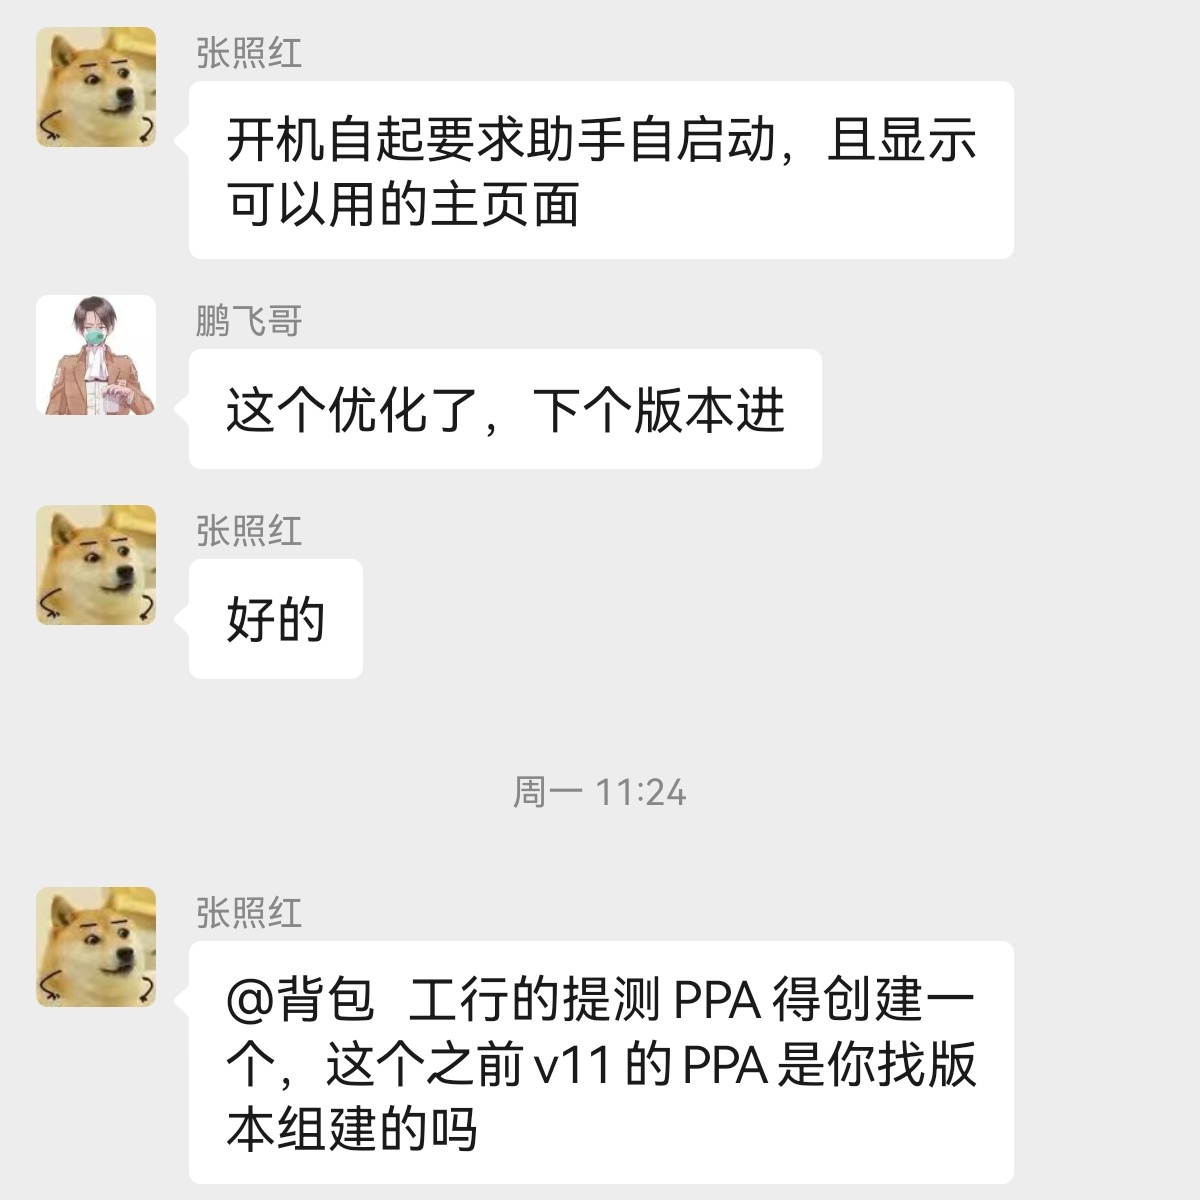 张照红
开机自起要求助手自启动，且显示
可以用的主页面
鹏飞哥
这个优化了，下个版本进
张照红
好的
周一 11:24
张照红
@背包 工行的提测 PPA 得创建一
个，这个之前 v11 的 PPA 是你找版
本组建的吗